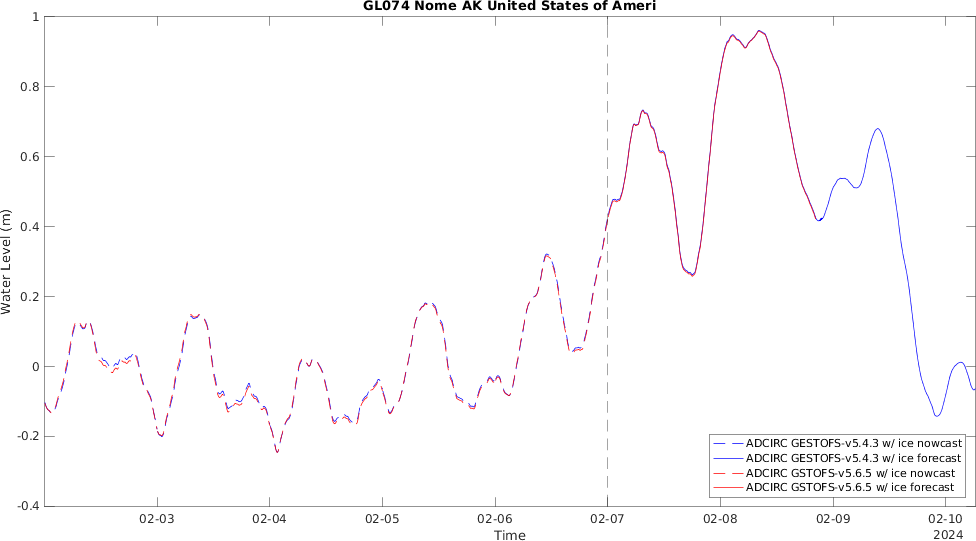 GL074 Nome AK United States of Ameri
1
0.8
0.6
0.4
0.2
0
-0.2
-0.4
Water Level (m)
ADCIRC GESTOFS-v5.4.3 w/ ice nowcast
ADCIRC GESTOFS-v5.4.3 w/ ice forecast
ADCIRC GSTOFS-v5.6.5 w/ ice nowcast
ADCIRC GSTOFS-v5.6.5 w/ ice forecast
02-03 02-04 02-05 02-06 02-07 02-08 02-09 02-10
2024
Time